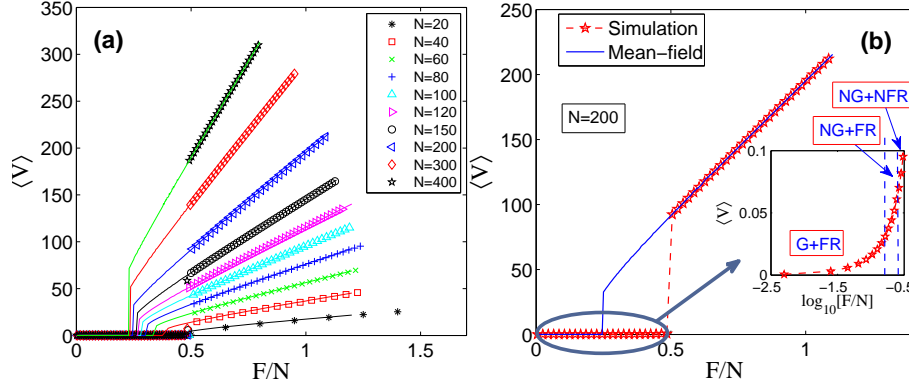 (a)
350
300
250
200
150
100
50
0
⟨V⟩
0
0.5
1
1.5
F/N
N=20
N=40
N=60
N=80
N=100
N=120
N=150
N=200
N=300
N=400
(b)
250
200
150
100
50
0
⟨V⟩
0
0.5
1
F/N
Simulation
Mean-field
N=200
NG+NFR
NG+FR
G+FR
0.1
0.05
0
⟨V⟩
−2.5
−1.5
−0.5
log₁₀[F/N]